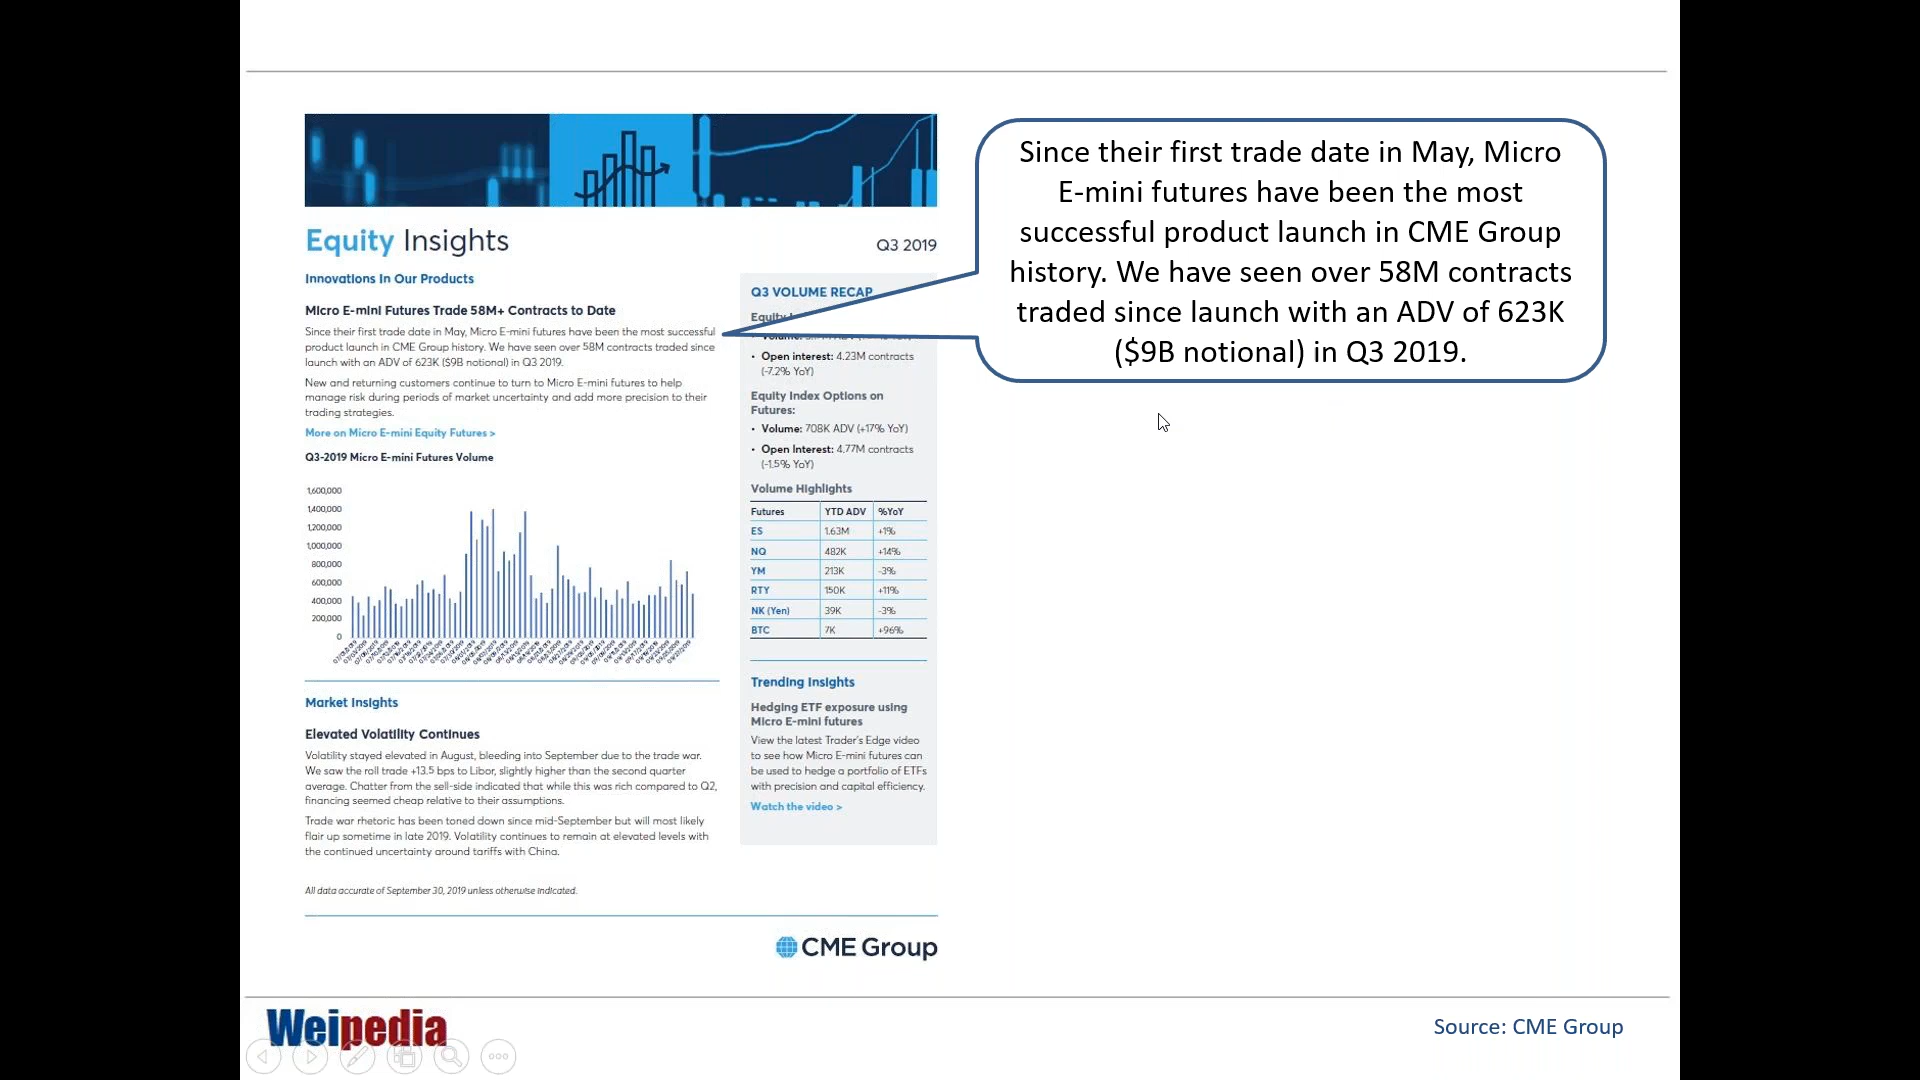 Equity Insights
Q3 2019
Innovations In Our Products
Micro E-mini Futures Trade 58M+ Contracts to Date
Since their first trade date in May, Micro E-mini futures have been the most successful
product launch in CME Group history. We have seen over 58M contracts traded since
launch with an ADV of 623K ($9B notional) in Q3 2019.
New and returning customers continue to turn to Micro E-mini futures to help
manage risk during periods of market uncertainty and add more precision to their
trading strategies.
More on Micro E-mini Equity Futures >
Q3-2019 Micro E-mini Futures Volume
1,600,000
1,400,000
1,200,000
1,000,000
800,000
600,000
400,000
200,000
0
Market Insights
Elevated Volatility Continues
Volatility stayed elevated in August, bleeding into September due to the trade war.
We saw the roll trade +13.5 bps to Libor, slightly higher than the second quarter
average. Chatter from the sell-side indicated that while this was rich compared to Q2,
financing seemed cheap relative to their assumptions.
Trade war rhetoric has been toned down since mid-September but will most likely
flair up sometime in late 2019. Volatility continues to remain at elevated levels with
the continued uncertainty around tariffs with China.
All data accurate of September 30, 2019 unless otherwise indicated.
Q3 VOLUME RECAP
Equity
• Open interest: 4.23M contracts
(-7.2% YoY)
Equity Index Options on
Futures:
• Volume: 708K ADV (+17% YoY)
• Open Interest: 4.77M contracts
(-1.5% YoY)
Volume Highlights
Futures YTD ADV %YoY
ES 1.63M +1%
NQ 482K +14%
YM 213K -3%
RTY 150K +11%
NK (Yen) 39K -3%
BTC 7K +96%
Trending Insights
Hedging ETF exposure using
Micro E-mini futures
View the latest Trader's Edge video
to see how Micro E-mini futures can
be used to hedge a portfolio of ETFs
with precision and capital efficiency.
Watch the video >
CME Group
Since their first trade date in May, Micro
E-mini futures have been the most
successful product launch in CME Group
history. We have seen over 58M contracts
traded since launch with an ADV of 623K
($9B notional) in Q3 2019.
Weipedia
Source: CME Group